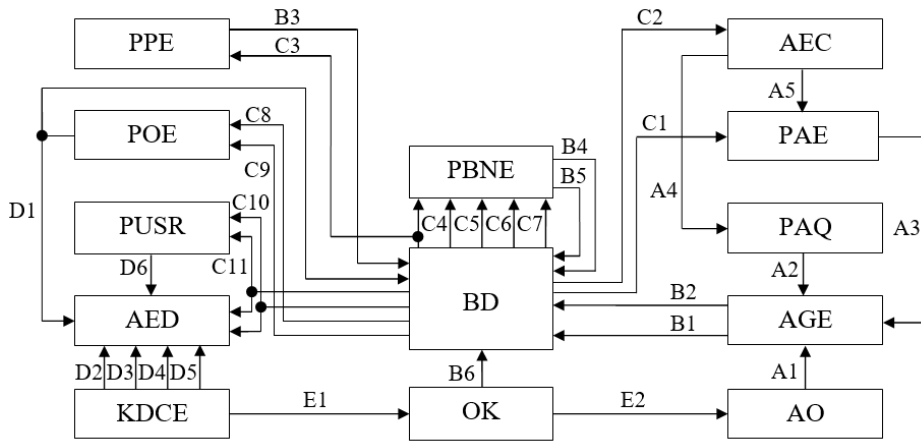 B3
C2
PPE
C3
AEC
A5
C8
C1
POE
PAE
C9
B4
PBNE
B5
D1
C10
A4
PUSR
C4
C5
C6
C7
PAQ
A3
D6
C11
A2
B2
AED
BD
AGE
B1
D2
D3
D4
D5
B6
A1
KDCE
E1
OK
E2
AO